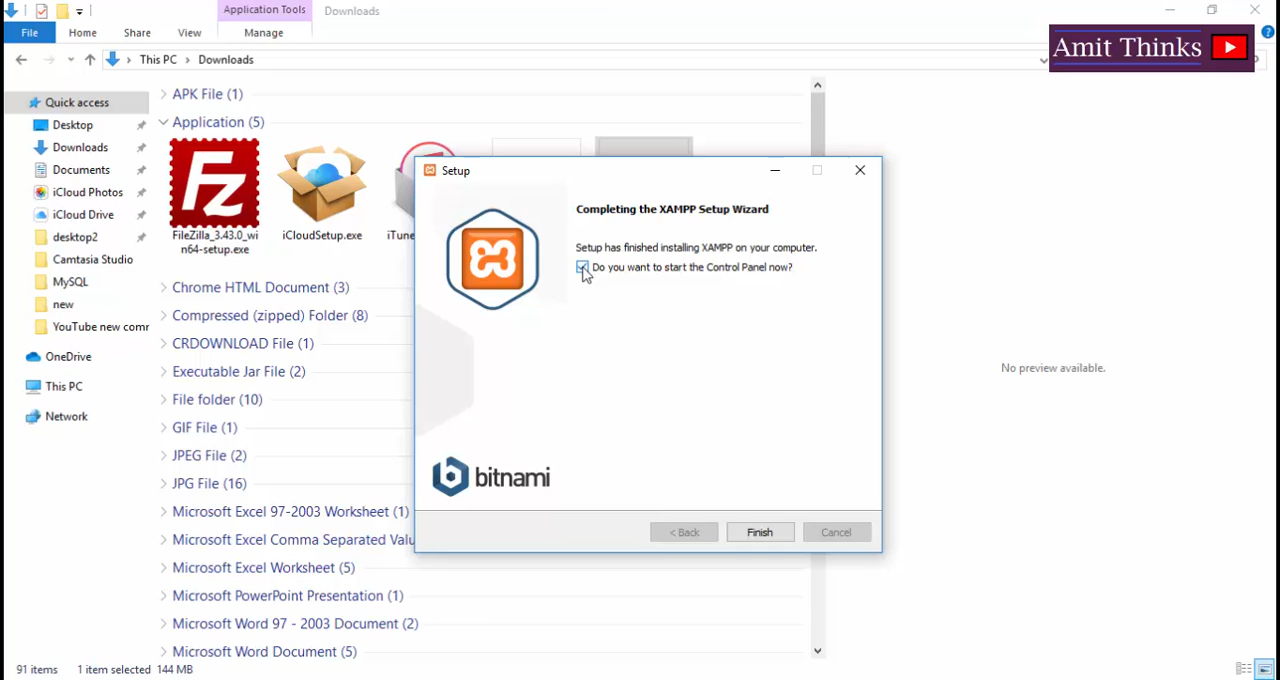 Application Tools
Downloads
File
Home
Share
View
Manage
Amit Thinks
This PC
Downloads
Quick access
Desktop
Downloads
Documents
iCloud Photos
iCloud Drive
desktop2
Camtasia Studio
MySQL
new
YouTube new comm
OneDrive
This PC
Network
APK File (1)
Application (5)
Fz
FileZilla_3.43.0_wi
n64-setup.exe
iCloudSetup.exe
iTune
Chrome HTML Document (3)
Compressed (zipped) Folder (8)
CRDOWNLOAD File (1)
Executable Jar File (2)
File folder (10)
GIF File (1)
JPEG File (2)
JPG File (16)
Microsoft Excel 97-2003 Worksheet (1)
Microsoft Excel Comma Separated Valu
Microsoft Excel Worksheet (5)
Microsoft PowerPoint Presentation (1)
Microsoft Word 97 - 2003 Document (2)
Microsoft Word Document (5)
Setup
Completing the XAMPP Setup Wizard
Setup has finished installing XAMPP on your computer.
Do you want to start the Control Panel now?
bitnami
< Back
Finish
Cancel
No preview available.
91 items
1 item selected 144 MB